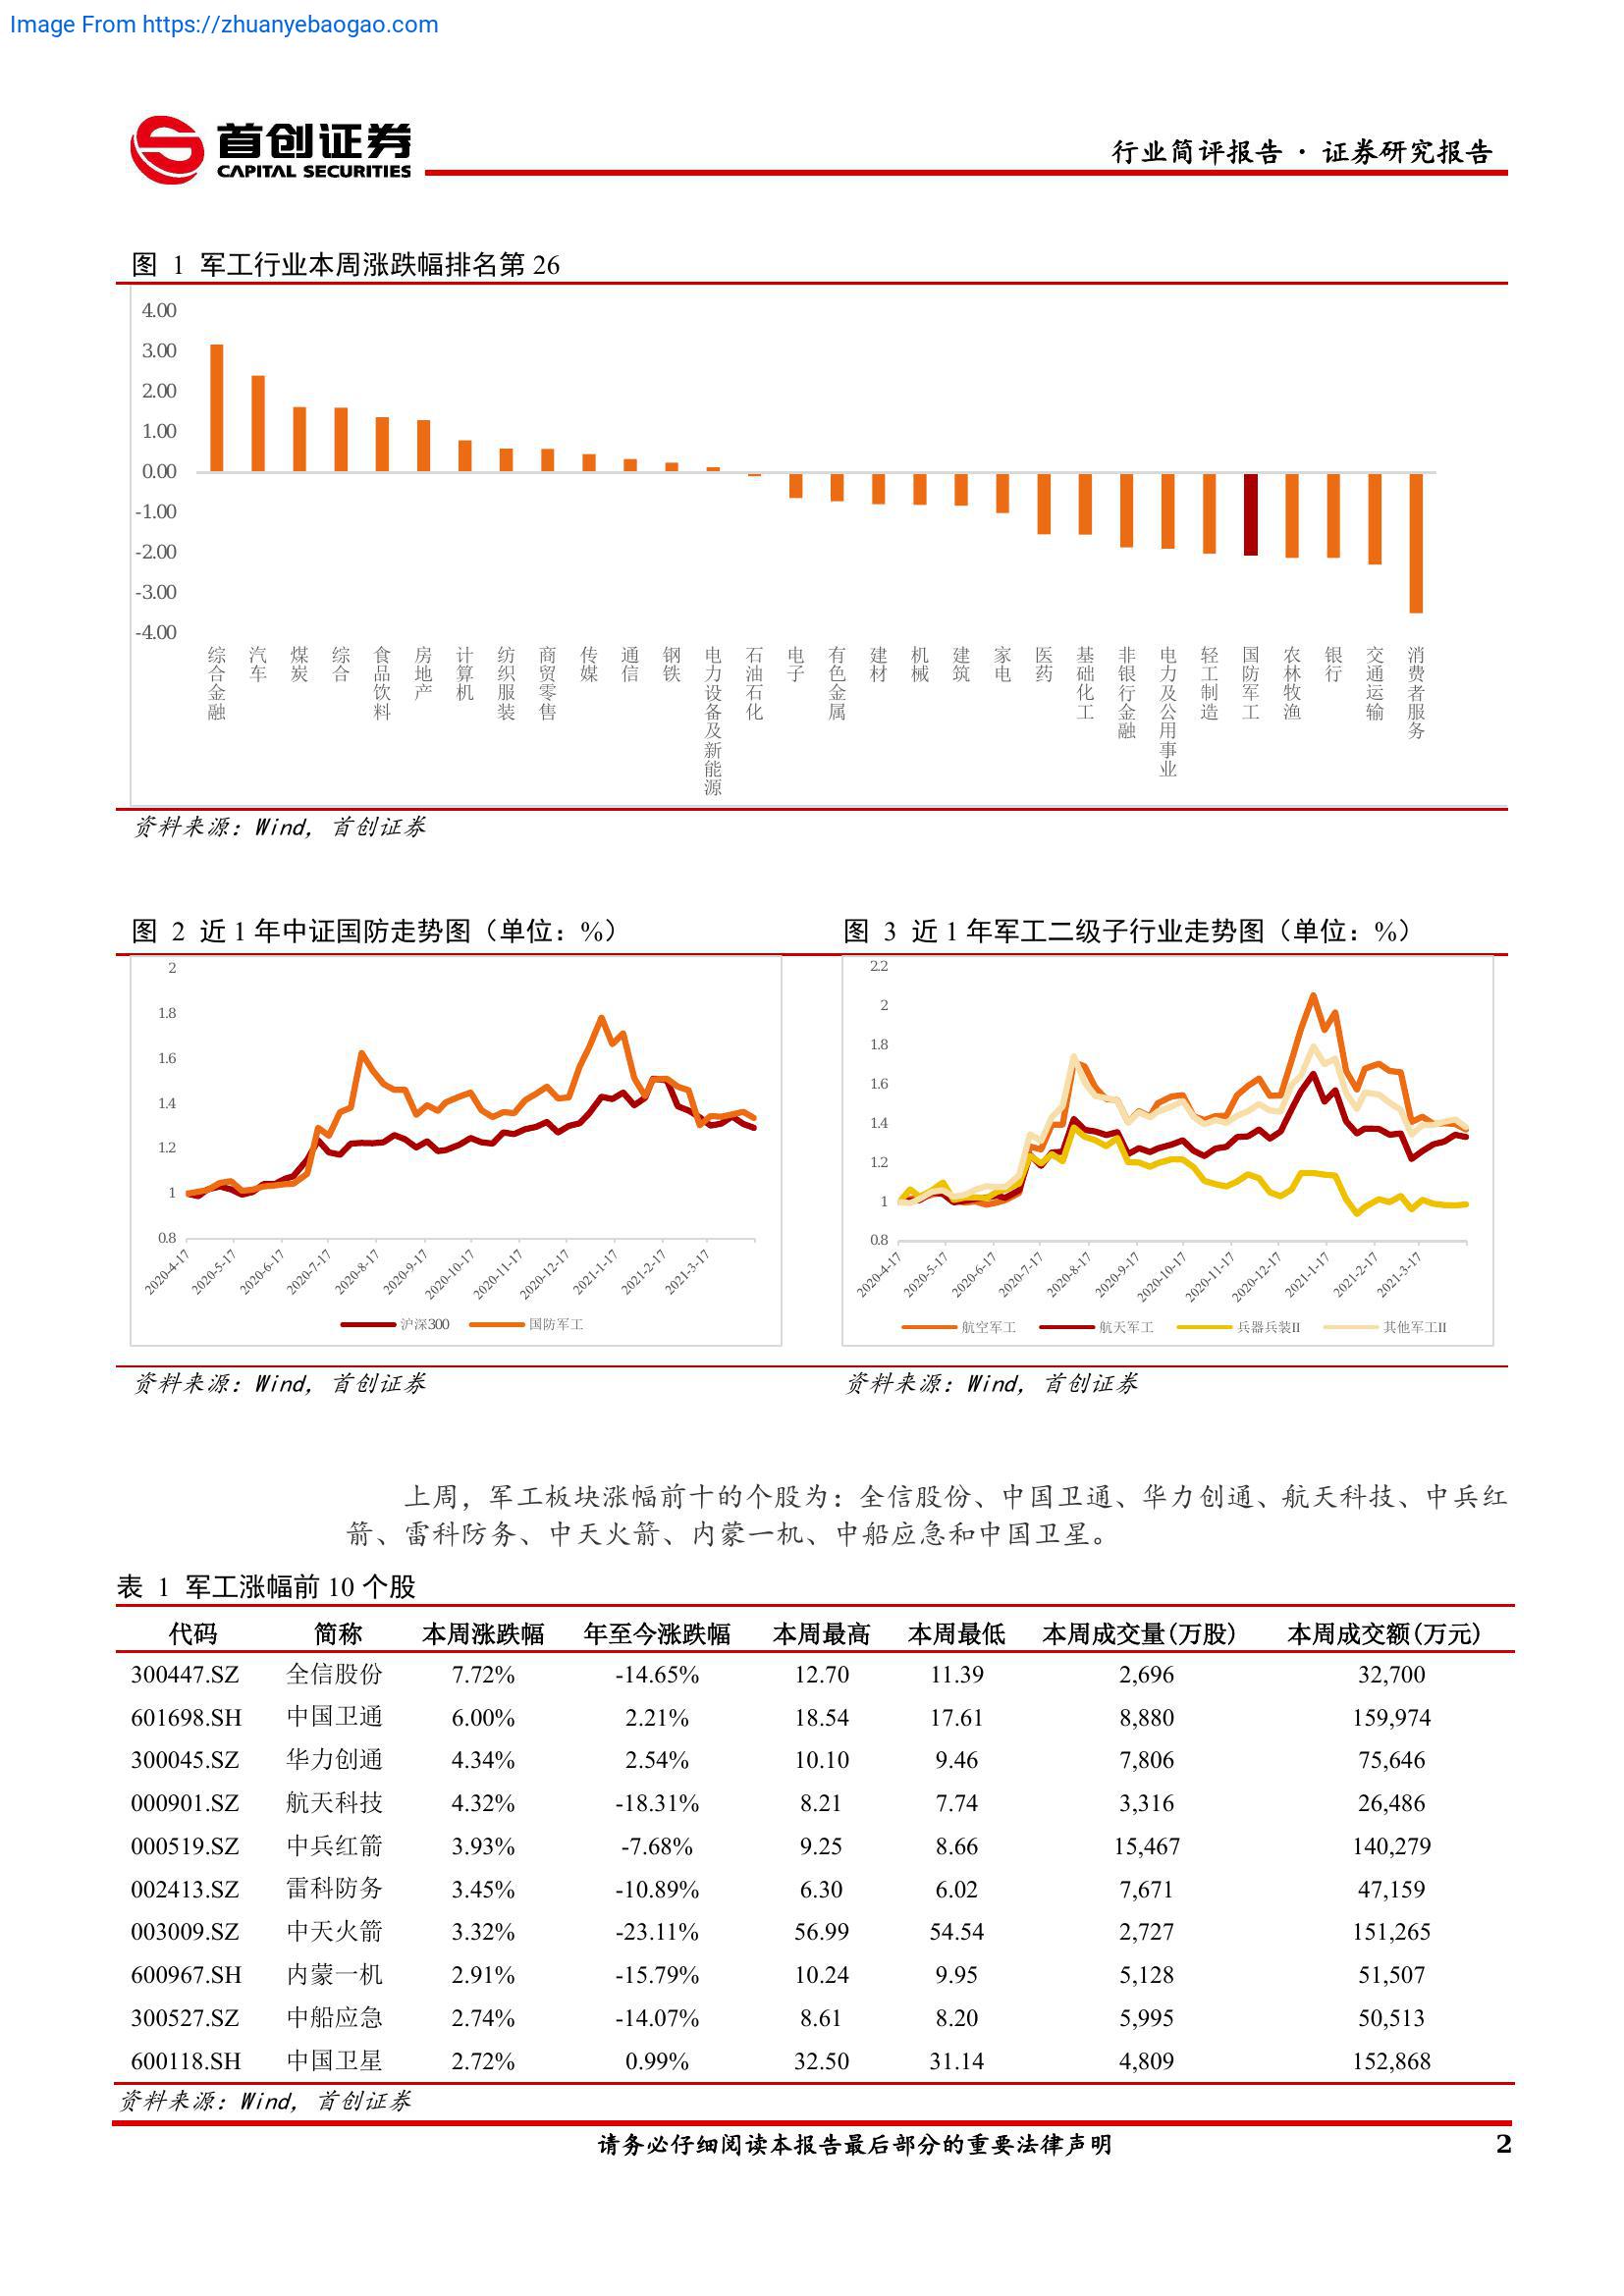 Image From https://zhuanyebaogao.com
首创证券
CAPITAL SECURITIES
行业简评报告 · 证券研究报告
图 1 军工行业本周涨跌幅排名第 26
4.00
3.00
2.00
1.00
0.00
-1.00
-2.00
-3.00
-4.00
综合金融
汽车
煤炭
综合
食品饮料
房地产
计算机
纺织服装
商贸零售
传媒
通信
钢铁
电力设备及新能源
石油石化
电子
有色金属
建材
机械
建筑
家电
医药
基础化工
非银行金融
电力及公用事业
轻工制造
国防军工
农林牧渔
银行
交通运输
消费者服务
资料来源：Wind，首创证券
图 2 近 1 年中证国防走势图（单位：%）
2
1.8
1.6
1.4
1.2
1
0.8
2020-4-17
2020-5-17
2020-6-17
2020-7-17
2020-8-17
2020-9-17
2020-10-17
2020-11-17
2020-12-17
2021-1-17
2021-2-17
2021-3-17
沪深300 国防军工
资料来源：Wind，首创证券
图 3 近 1 年军工二级子行业走势图（单位：%）
2.2
2
1.8
1.6
1.4
1.2
1
0.8
2020-4-17
2020-5-17
2020-6-17
2020-7-17
2020-8-17
2020-9-17
2020-10-17
2020-11-17
2020-12-17
2021-1-17
2021-2-17
2021-3-17
航空军工 航天军工 兵器兵装II 其他军工II
资料来源：Wind，首创证券
上周，军工板块涨幅前十的个股为：全信股份、中国卫通、华力创通、航天科技、中兵红
箭、雷科防务、中天火箭、内蒙一机、中船应急和中国卫星。
表 1 军工涨幅前 10 个股
代码 简称 本周涨跌幅 年至今涨跌幅 本周最高 本周最低 本周成交量(万股) 本周成交额(万元)
300447.SZ 全信股份 7.72% -14.65% 12.70 11.39 2,696 32,700
601698.SH 中国卫通 6.00% 2.21% 18.54 17.61 8,880 159,974
300045.SZ 华力创通 4.34% 2.54% 10.10 9.46 7,806 75,646
000901.SZ 航天科技 4.32% -18.31% 8.21 7.74 3,316 26,486
000519.SZ 中兵红箭 3.93% -7.68% 9.25 8.66 15,467 140,279
002413.SZ 雷科防务 3.45% -10.89% 6.30 6.02 7,671 47,159
003009.SZ 中天火箭 3.32% -23.11% 56.99 54.54 2,727 151,265
600967.SH 内蒙一机 2.91% -15.79% 10.24 9.95 5,128 51,507
300527.SZ 中船应急 2.74% -14.07% 8.61 8.20 5,995 50,513
600118.SH 中国卫星 2.72% 0.99% 32.50 31.14 4,809 152,868
资料来源：Wind，首创证券
请务必仔细阅读本报告最后部分的重要法律声明 2